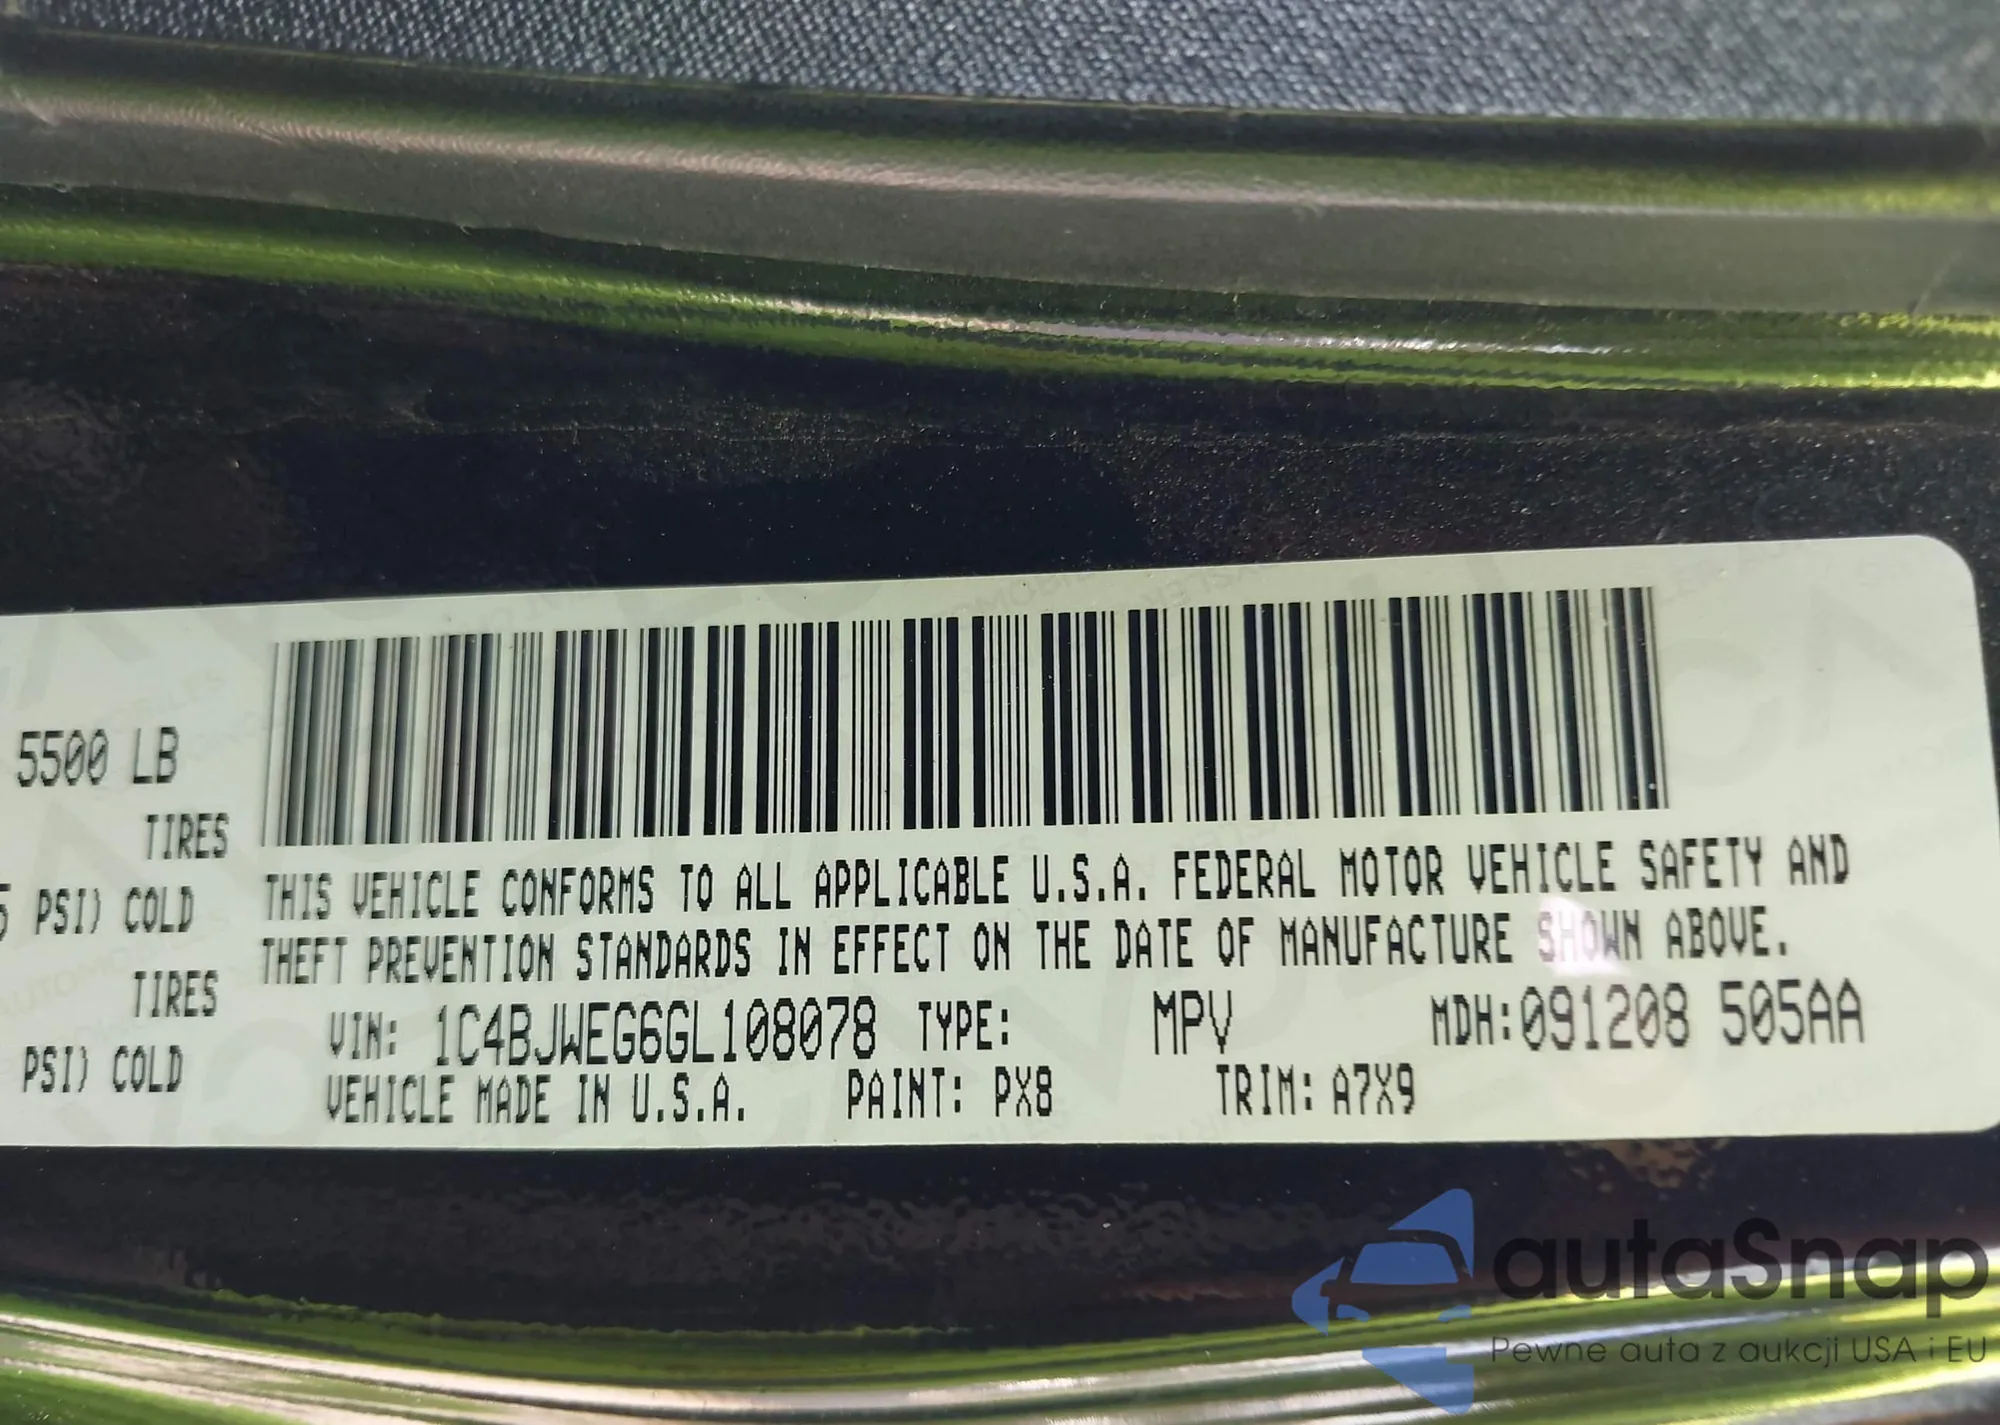 5500 LB
TIRES
5 PSI) COLD
TIRES
PSI) COLD
THIS VEHICLE CONFORMS TO ALL APPLICABLE U.S.A. FEDERAL MOTOR VEHICLE SAFETY AND
THEFT PREVENTION STANDARDS IN EFFECT ON THE DATE OF MANUFACTURE SHOWN ABOVE.
VIN: 1C4BJWEG6GL108078 TYPE: MPV MDH:091208 505AA
VEHICLE MADE IN U.S.A. PAINT: PX8 TRIM: A7X9
autaSnap
Pewne auta z aukcji USA i EU